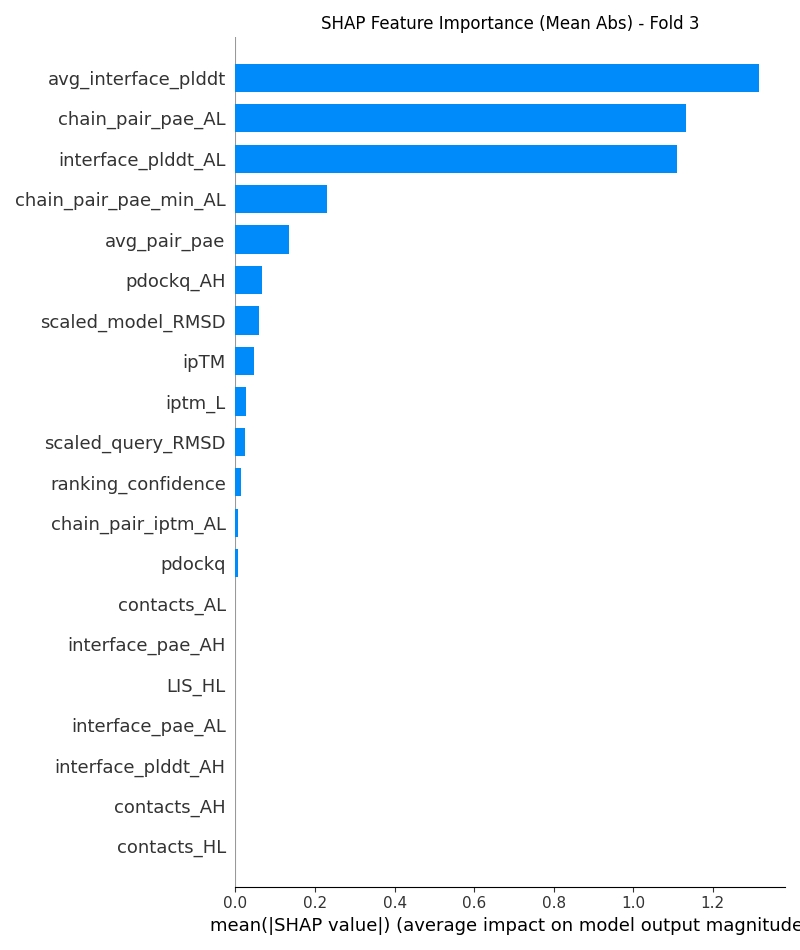 SHAP Feature Importance (Mean Abs) - Fold 3
avg_interface_plddt
chain_pair_pae_AL
interface_plddt_AL
chain_pair_pae_min_AL
avg_pair_pae
pdockq_AH
scaled_model_RMSD
ipTM
iptm_L
scaled_query_RMSD
ranking_confidence
chain_pair_iptm_AL
pdockq
contacts_AL
interface_pae_AH
LIS_HL
interface_pae_AL
interface_plddt_AH
contacts_AH
contacts_HL
0.0 0.2 0.4 0.6 0.8 1.0 1.2
mean(|SHAP value|) (average impact on model output magnitude